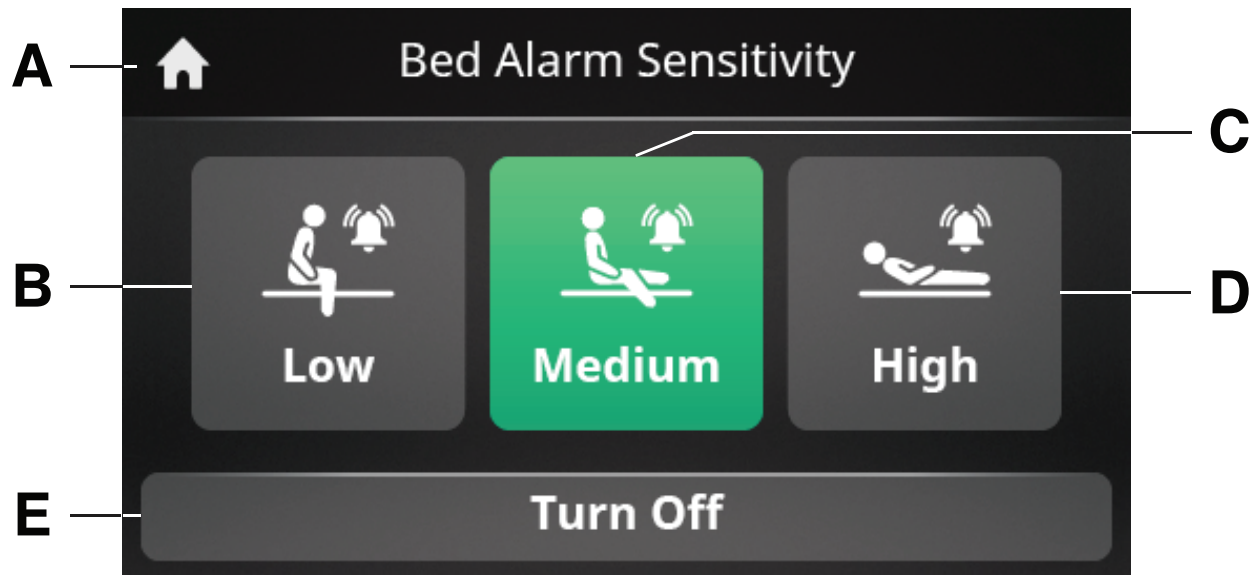 A
Bed Alarm Sensitivity
C
B
D
Low
Medium
High
E
Turn Off